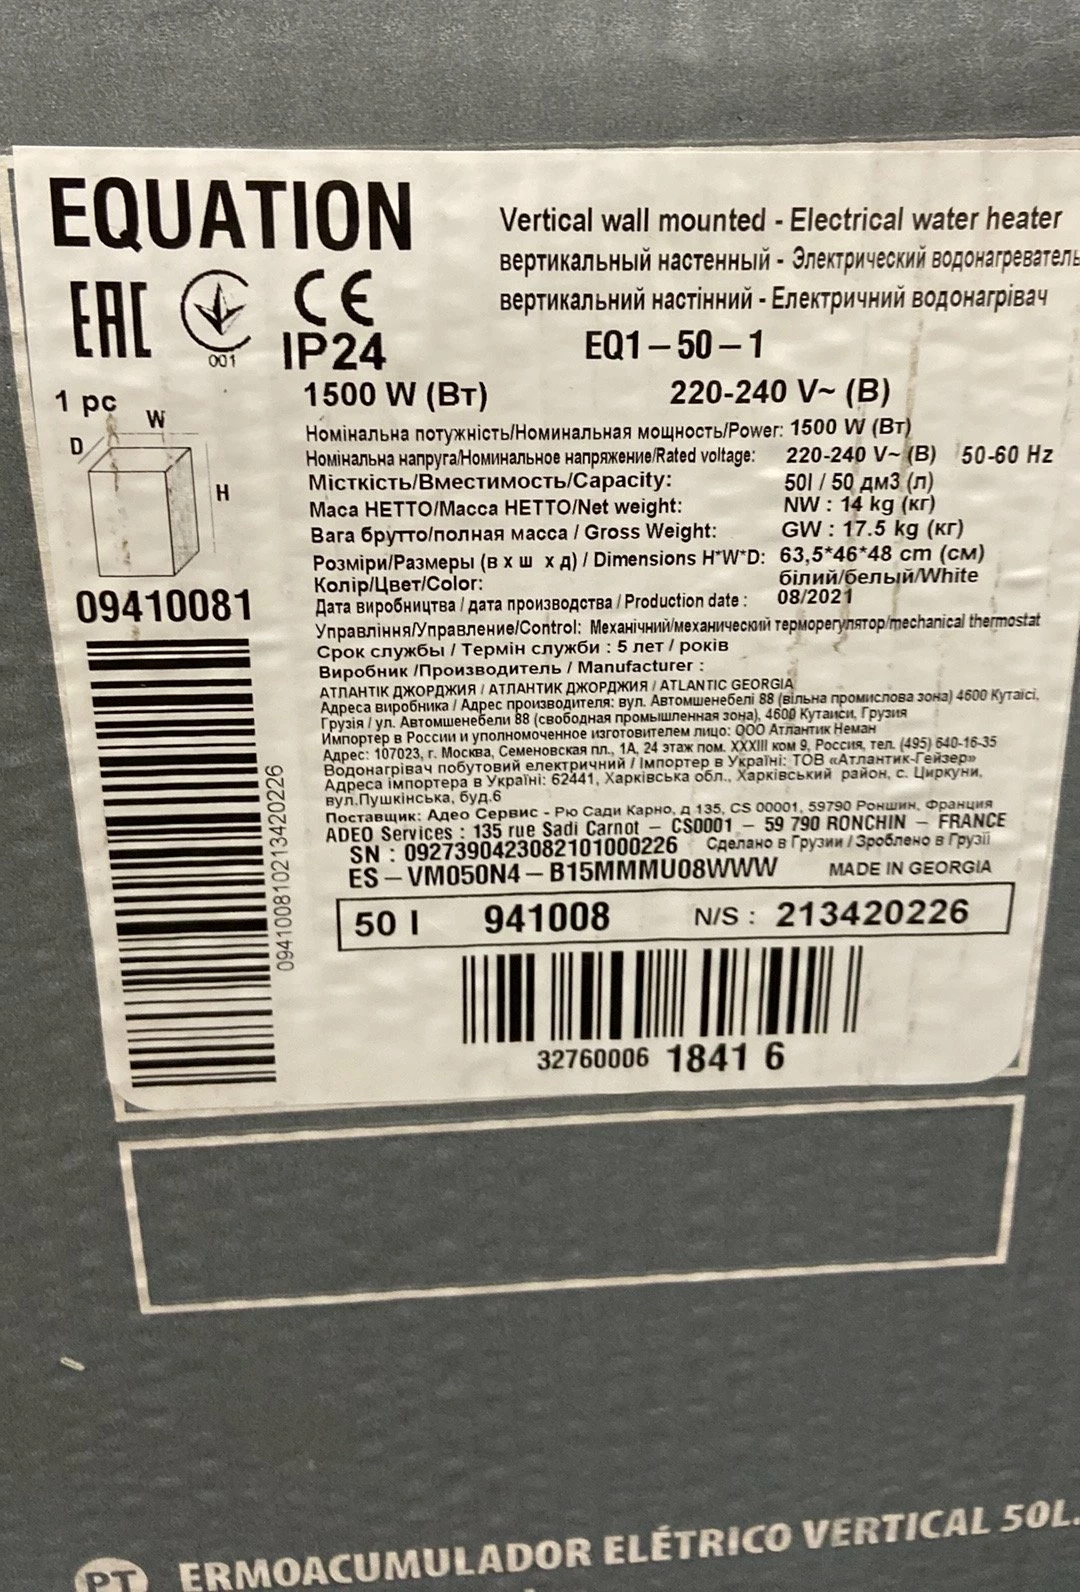 EQUATION
Vertical wall mounted - Electrical water heater
вертикальный настенный - Электрический водонагреватель
вертикальний настінний - Електричний водонагрівач
EAC
001
CE
IP24
EQ1-50-1
1500 W (Вт) 220-240 V~ (В)
1 pc
W
D
H
09410081
094100810213420226
Номінальна потужність/Номинальная мощность/Power: 1500 W (Вт)
Номінальна напруга/Номинальное напряжение/Rated voltage: 220-240 V~ (В) 50-60 Hz
Місткість/Вместимость/Capacity: 50l / 50 дм3 (л)
Маса НЕТТО/Масса НЕТТО/Net weight: NW : 14 kg (кг)
Вага брутто/полная масса / Gross Weight: GW : 17.5 kg (кг)
Розміри/Размеры (в х ш х д) / Dimensions H*W*D: 63,5*46*48 cm (см)
Колір/Цвет/Color: білий/белый/White
Дата виробництва / дата производства / Production date : 08/2021
Управління/Управление/Control: Механічний/механический терморегулятор/mechanical thermostat
Срок службы / Термін служби : 5 лет / років
Виробник /Производитель / Manufacturer :
АТЛАНТІК ДЖОРДЖИЯ / АТЛАНТИК ДЖОРДЖИЯ / ATLANTIC GEORGIA
Адреса виробника / Адрес производителя: вул. Автомшенебелі 88 (вільна промислова зона) 4600 Кутаісі,
Грузія / ул. Автомшенебели 88 (свободная промышленная зона), 4600 Кутаиси, Грузия
Импортер в России и уполномоченное изготовителем лицо: ООО Атлантик Неман
Адрес: 107023, г. Москва, Семеновская пл., 1А, 24 этаж пом. XXXIII ком 9, Россия, тел. (495) 640-16-35
Водонагрівач побутовий електричний / Імпортер в Україні: ТОВ «Атлантик-Гейзер»
Адреса імпортера в Україні: 62441, Харківська обл., Харківський район, с. Циркуни,
вул.Пушкінська, буд.6
Поставщик: Адео Сервис - Рю Сади Карно, д 135, CS 00001, 59790 Роншин, Франция
ADEO Services : 135 rue Sadi Carnot – CS0001 – 59 790 RONCHIN – FRANCE
SN : 0927390423082101000226 Сделано в Грузии / Зроблено в Грузії
ES-VM050N4-B15MMMU08WWW MADE IN GEORGIA
50 l 941008 N/S : 213420226
32760006 1841 6
PT ERMOACUMULADOR ELÉTRICO VERTICAL 50L.